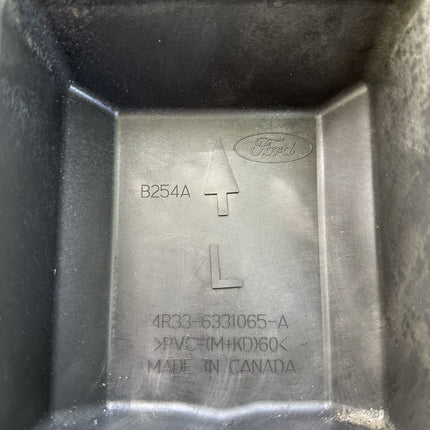 Ford
B254A
L
4R33-6331065-A
>PVC=(M+KD)60<
MADE IN CANADA